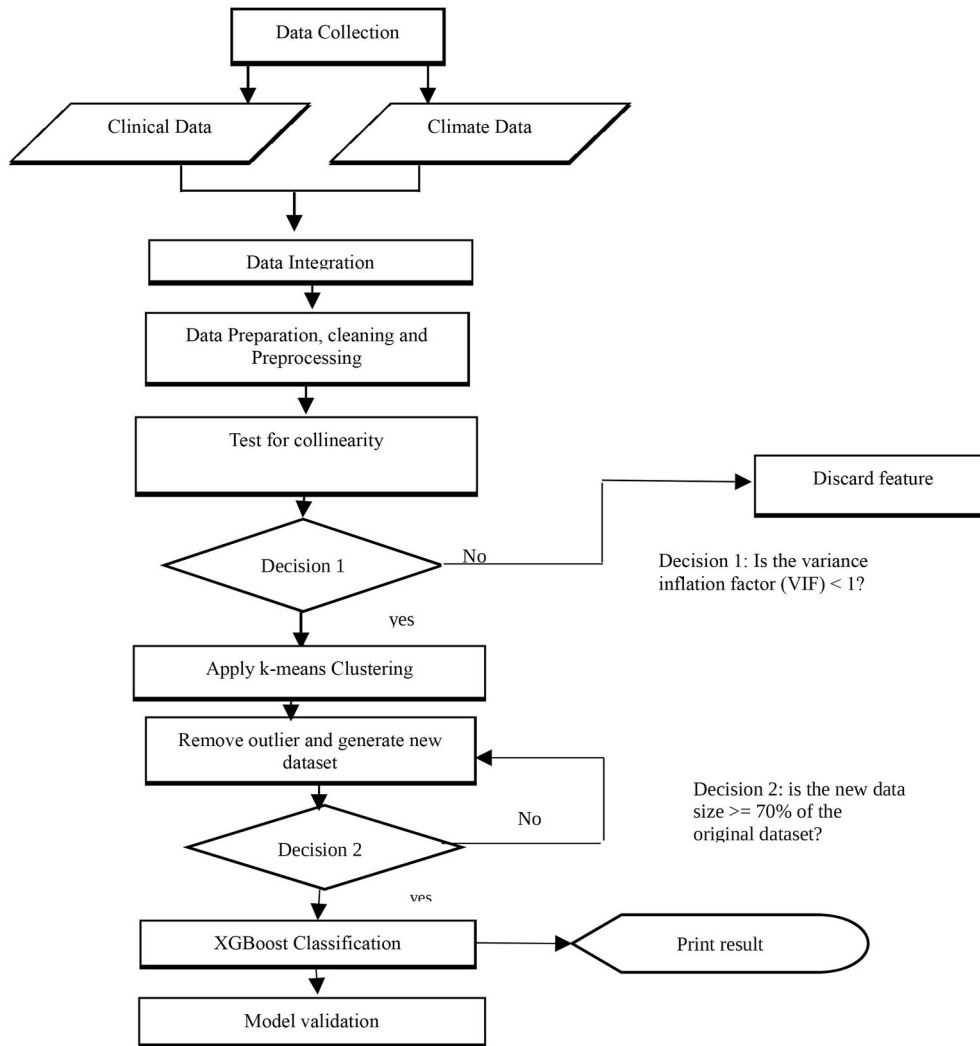 Data Collection
Clinical Data
Climate Data
Data Integration
Data Preparation, cleaning and
Preprocessing
Test for collinearity
Discard feature
Decision 1
No
Decision 1: Is the variance
inflation factor (VIF) < 1?
yes
Apply k-means Clustering
Remove outlier and generate new
dataset
Decision 2: is the new data
size >= 70% of the
original dataset?
No
Decision 2
yes
XGBoost Classification
Print result
Model validation